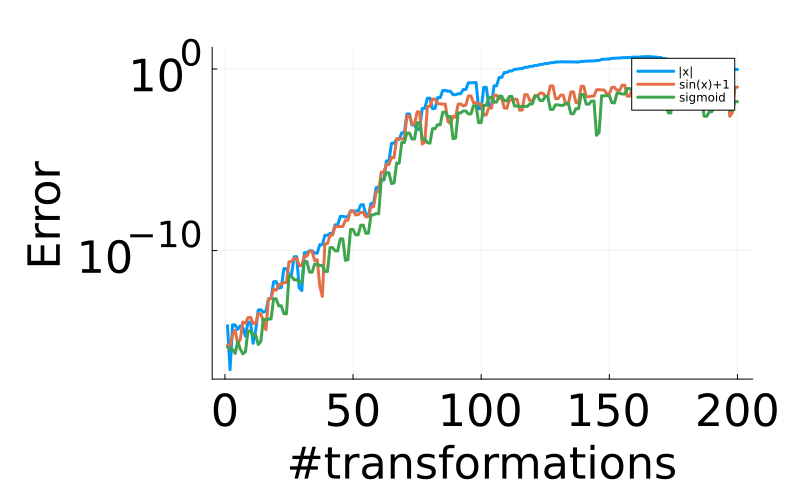 10^0
10^−10
Error
|x|
sin(x)+1
sigmoid
0 50 100 150 200
#transformations